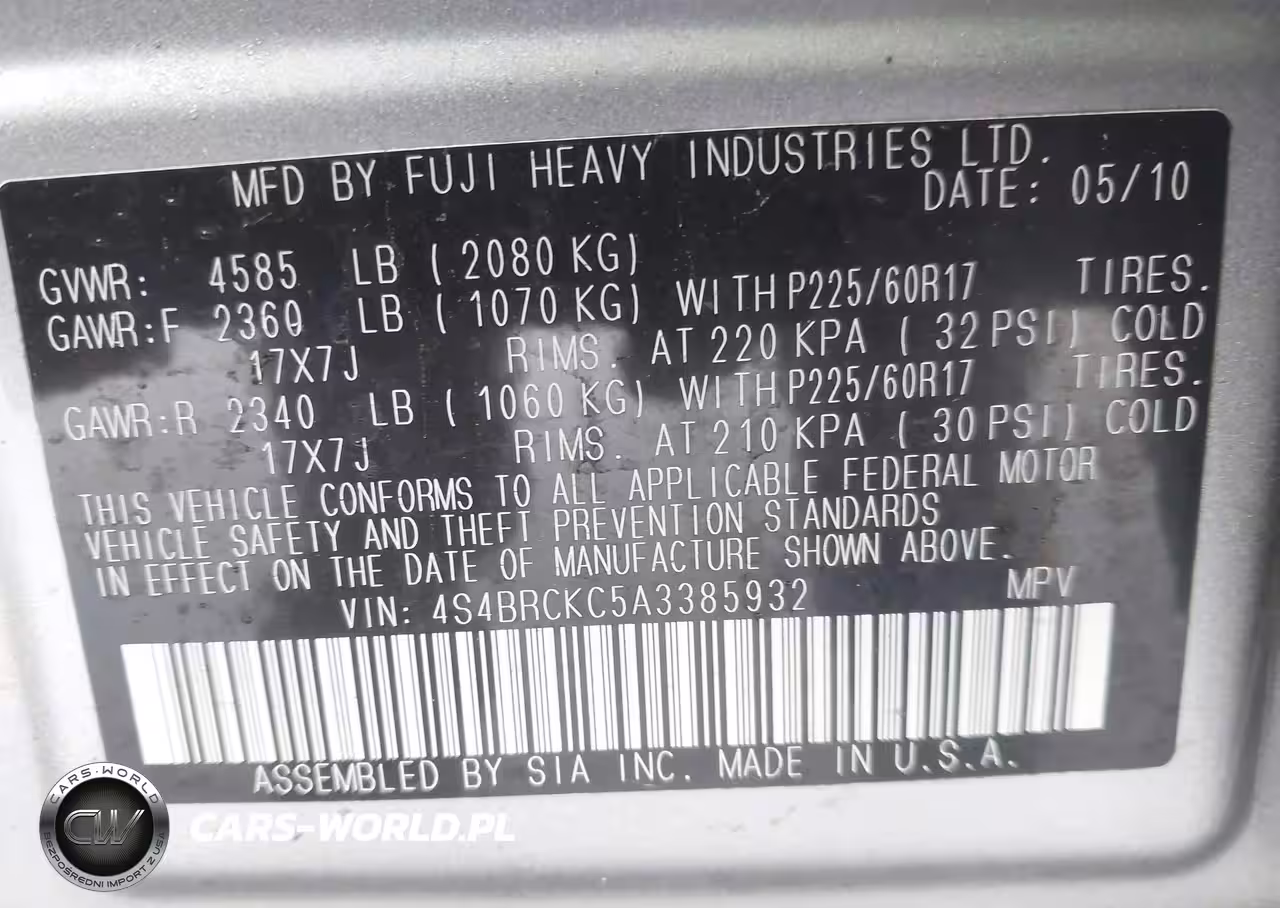 MFD BY FUJI HEAVY INDUSTRIES LTD.
DATE: 05/10
GVWR: 4585 LB ( 2080 KG)
GAWR:F 2360 LB ( 1070 KG) WITH P225/60R17 TIRES.
17X7J RIMS. AT 220 KPA ( 32 PSI) COLD
GAWR:R 2340 LB ( 1060 KG) WITH P225/60R17 TIRES.
17X7J RIMS. AT 210 KPA ( 30 PSI) COLD
THIS VEHICLE CONFORMS TO ALL APPLICABLE FEDERAL MOTOR
VEHICLE SAFETY AND THEFT PREVENTION STANDARDS
IN EFFECT ON THE DATE OF MANUFACTURE SHOWN ABOVE.
VIN: 4S4BRCKC5A3385932 MPV
ASSEMBLED BY SIA INC. MADE IN U.S.A.
CARS-WORLD
CW
BEZPOŚREDNI IMPORT Z USA
CARS-WORLD.PL